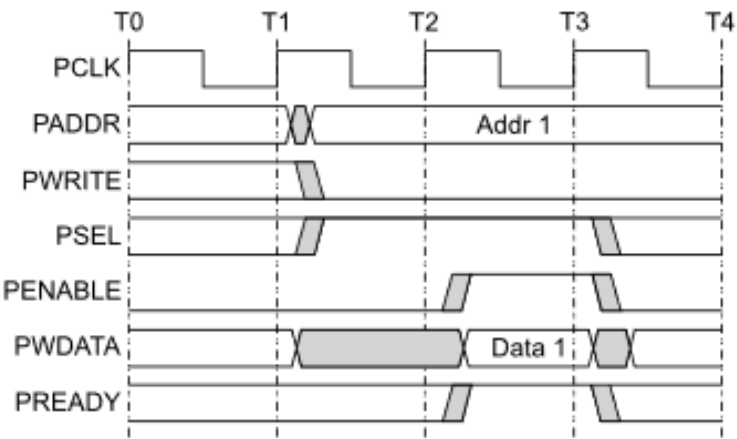 T0 T1 T2 T3 T4
PCLK
PADDR Addr 1
PWRITE
PSEL
PENABLE
PWDATA Data 1
PREADY